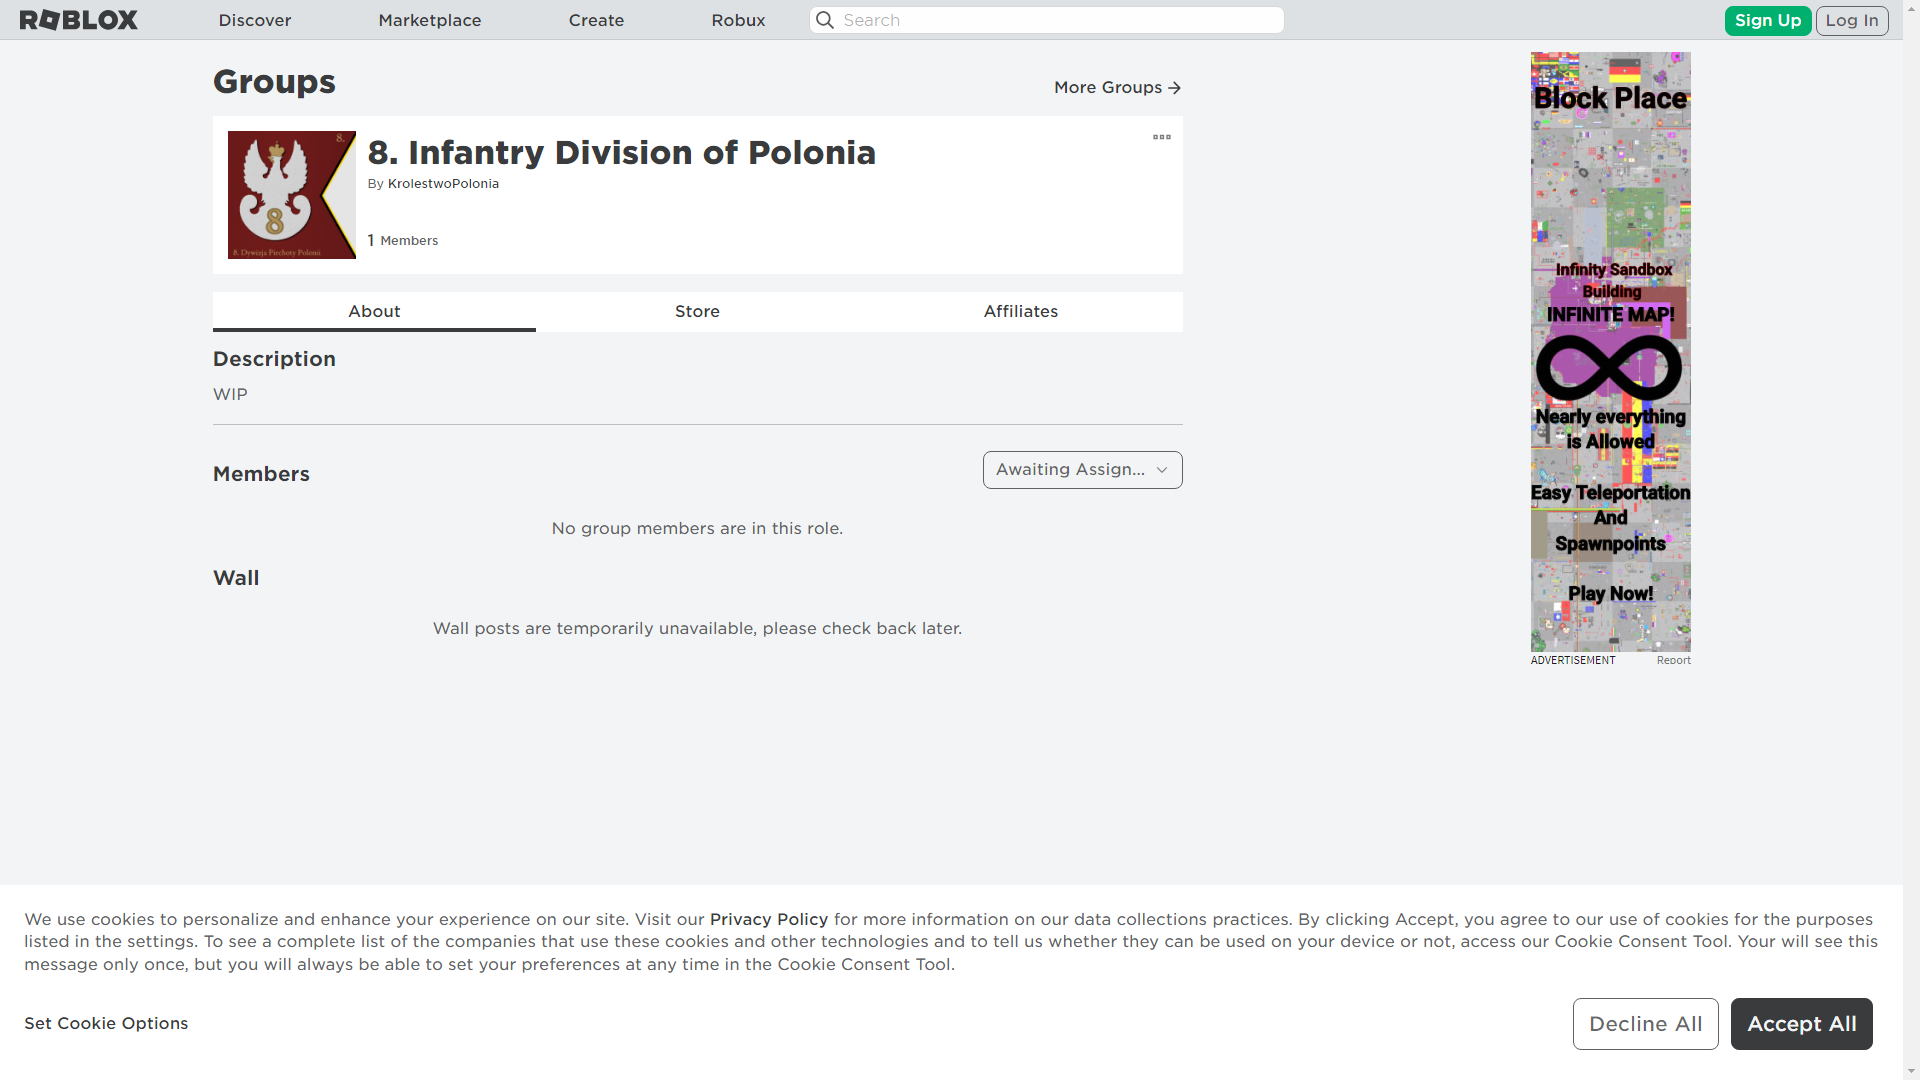 ROBLOX
Discover
Marketplace
Create
Robux
Search
Sign Up
Log In
Groups
More Groups
8.
8
8. Dywizja Piechoty Polonii
8. Infantry Division of Polonia
By KrolestwoPolonia
1 Members
About
Store
Affiliates
Description
WIP
Members
Awaiting Assign...
No group members are in this role.
Wall
Wall posts are temporarily unavailable, please check back later.
Block Place
Infinity Sandbox
Building
INFINITE MAP!
Nearly everything
is Allowed
Easy Teleportation
And
Spawnpoints
Play Now!
ADVERTISEMENT
Report
We use cookies to personalize and enhance your experience on our site. Visit our Privacy Policy for more information on our data collections practices. By clicking Accept, you agree to our use of cookies for the purposes
listed in the settings. To see a complete list of the companies that use these cookies and other technologies and to tell us whether they can be used on your device or not, access our Cookie Consent Tool. Your will see this
message only once, but you will always be able to set your preferences at any time in the Cookie Consent Tool.
Set Cookie Options
Decline All
Accept All